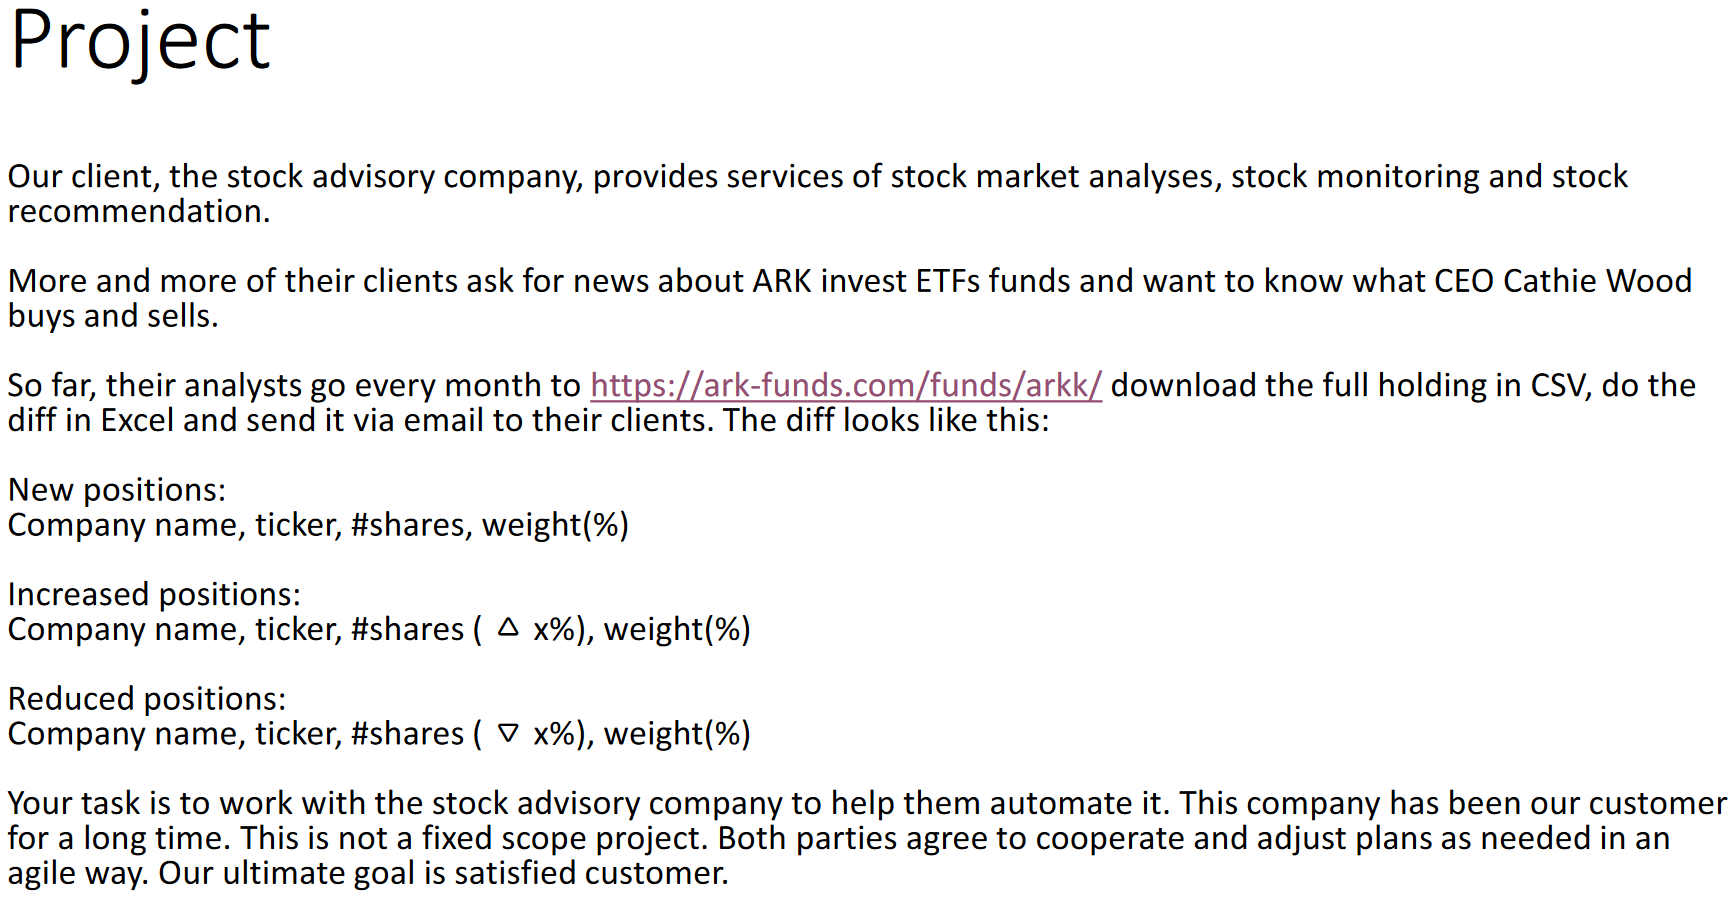 Project
Our client, the stock advisory company, provides services of stock market analyses, stock monitoring and stock
recommendation.
More and more of their clients ask for news about ARK invest ETFs funds and want to know what CEO Cathie Wood
buys and sells.
So far, their analysts go every month to https://ark-funds.com/funds/arkk/ download the full holding in CSV, do the
diff in Excel and send it via email to their clients. The diff looks like this:
New positions:
Company name, ticker, #shares, weight(%)
Increased positions:
Company name, ticker, #shares ( △ x%), weight(%)
Reduced positions:
Company name, ticker, #shares ( ▽ x%), weight(%)
Your task is to work with the stock advisory company to help them automate it. This company has been our customer
for a long time. This is not a fixed scope project. Both parties agree to cooperate and adjust plans as needed in an
agile way. Our ultimate goal is satisfied customer.